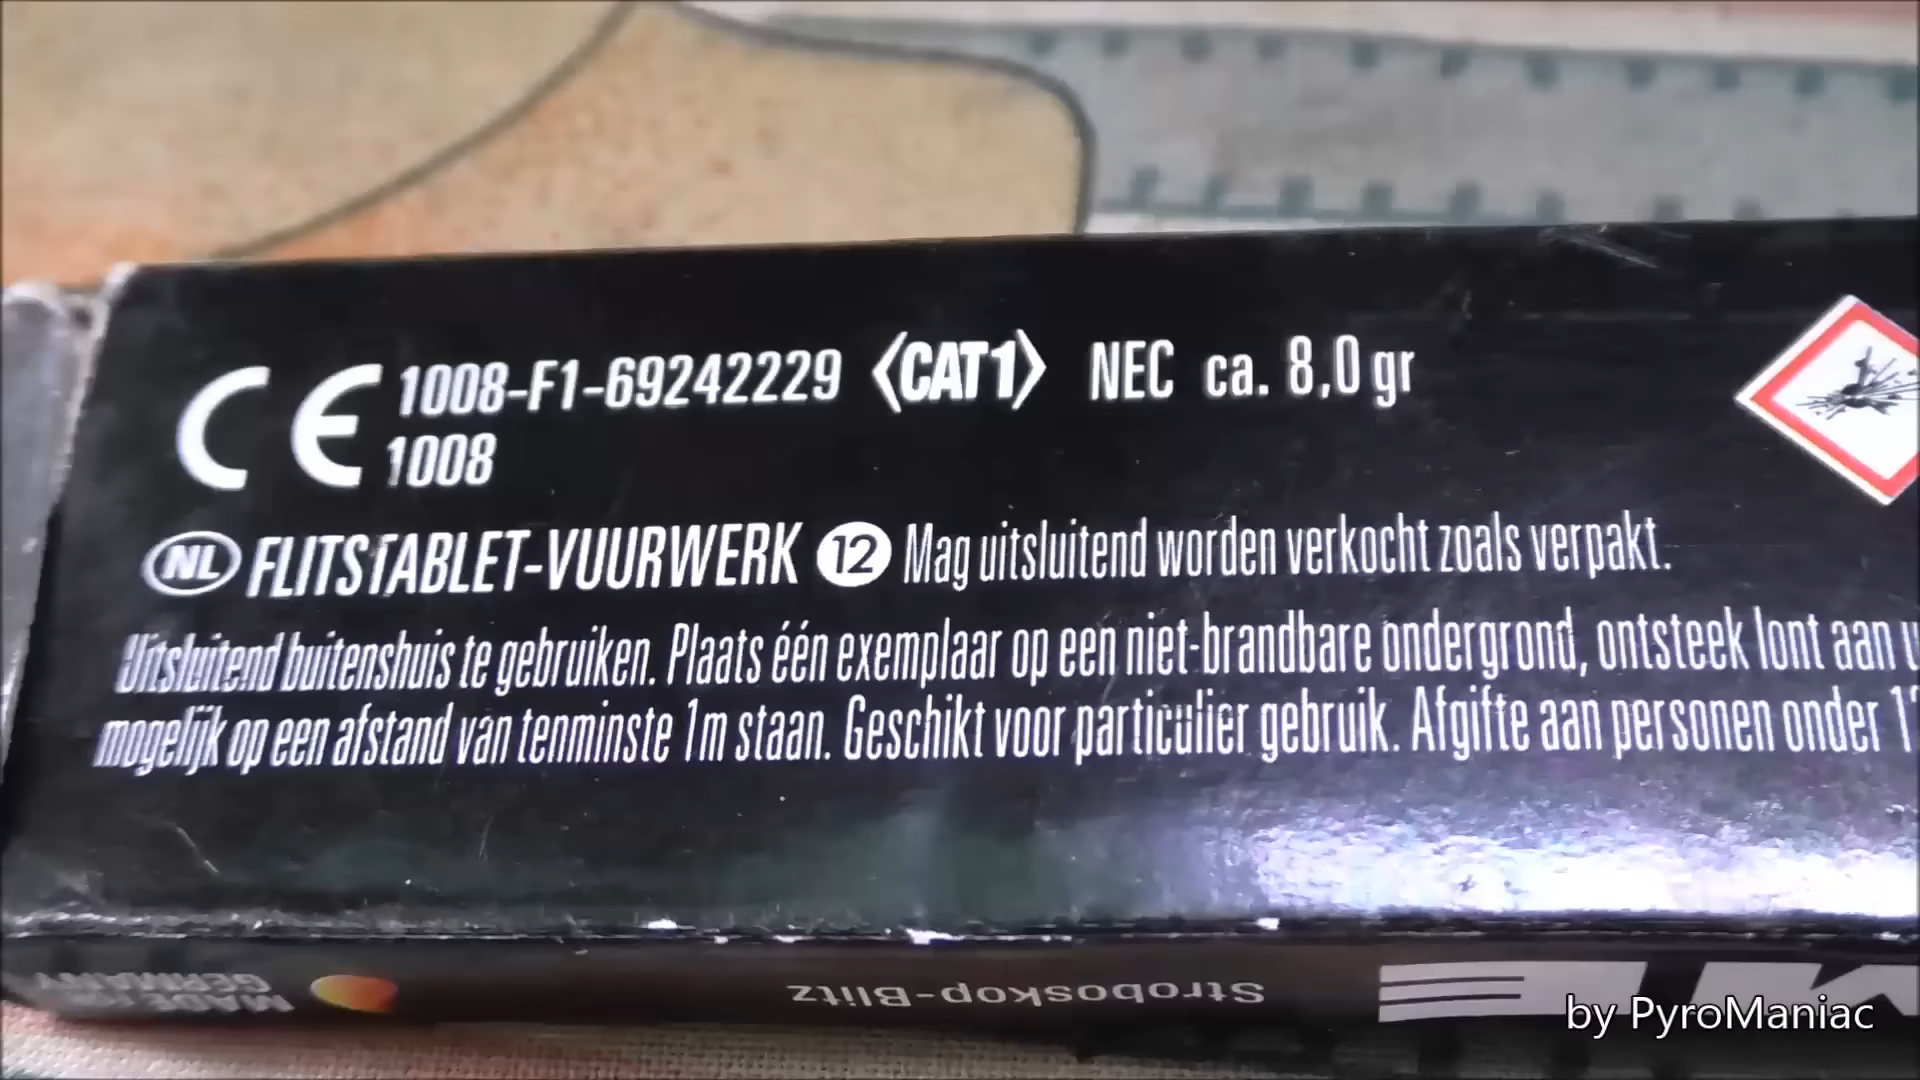 CE 1008-F1-69242229 <CAT1> NEC ca. 8,0 gr
1008
NL FLITSTABLET-VUURWERK 12 Mag uitsluitend worden verkocht zoals verpakt.
Uitsluitend buitenshuis te gebruiken. Plaats één exemplaar op een niet-brandbare ondergrond, ontsteek lont aan
mogelijk op een afstand van tenminste 1m staan. Geschikt voor particulier gebruik. Afgifte aan personen onder
Stroboskop-Blitz
GERMANY
by PyroManiac